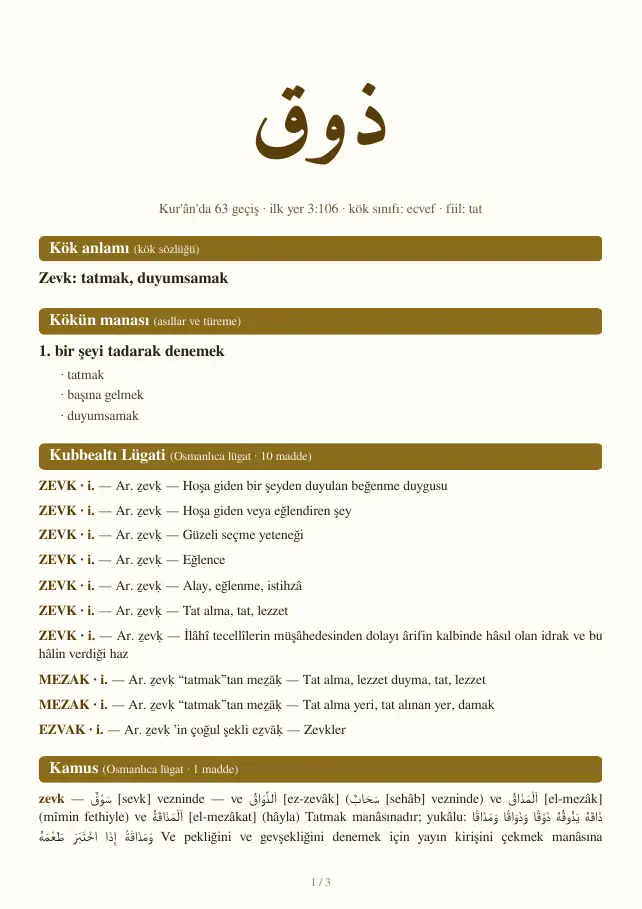 ذوق
Kur'ân'da 63 geçiş · ilk yer 3:106 · kök sınıfı: ecvef · fiil: tat
Kök anlamı (kök sözlüğü)
Zevk: tatmak, duyumsamak
Kökün manası (asıllar ve türeme)
1. bir şeyi tadarak denemek
· tatmak
· başına gelmek
· duyumsamak
Kubbealtı Lügati (Osmanlıca lügat · 10 madde)
ZEVK · i. — Ar. ẕevḳ — Hoşa giden bir şeyden duyulan beğenme duygusu
ZEVK · i. — Ar. ẕevḳ — Hoşa giden veya eğlendiren şey
ZEVK · i. — Ar. ẕevḳ — Güzeli seçme yeteneği
ZEVK · i. — Ar. ẕevḳ — Eğlence
ZEVK · i. — Ar. ẕevḳ — Alay, eğlenme, istihzâ
ZEVK · i. — Ar. ẕevḳ — Tat alma, tat, lezzet
ZEVK · i. — Ar. ẕevḳ — İlâhî tecellîlerin müşâhedesinden dolayı ârifin kalbinde hâsıl olan idrak ve bu
hâlin verdiği haz
MEZAK · i. — Ar. ẕevḳ “tatmak”tan meẕāḳ — Tat alma, lezzet duyma, tat, lezzet
MEZAK · i. — Ar. ẕevḳ “tatmak”tan meẕāḳ — Tat alma yeri, tat alınan yer, damak
EZVAK · i. — Ar. ẕevḳ ’in çoğul şekli eẕvāḳ — Zevkler
Kamus (Osmanlıca lügat · 1 madde)
zevk — سَوْقٌ [sevk] vezninde — ve اَلذَّوَاقُ [ez-zevâk] (سَحَابٌ [sehâb] vezninde) ve اَلْمَذَاقُ [el-mezâk]
(mîmin fethiyle) ve اَلْمَذَاقَةُ [el-mezâkat] (hâyla) Tatmak manâsınadır; yukâlu: ذَاقَهُ يَذُوقُهُ ذَوْقًا وَذَوَاقًا وَمَذَاقًا
وَمَذَاقَةً إِذَا اخْتَبَرَ طَعْمَهُ Ve pekliğini ve gevşekliğini denemek için yayın kirişini çekmek manâsına
1 / 3